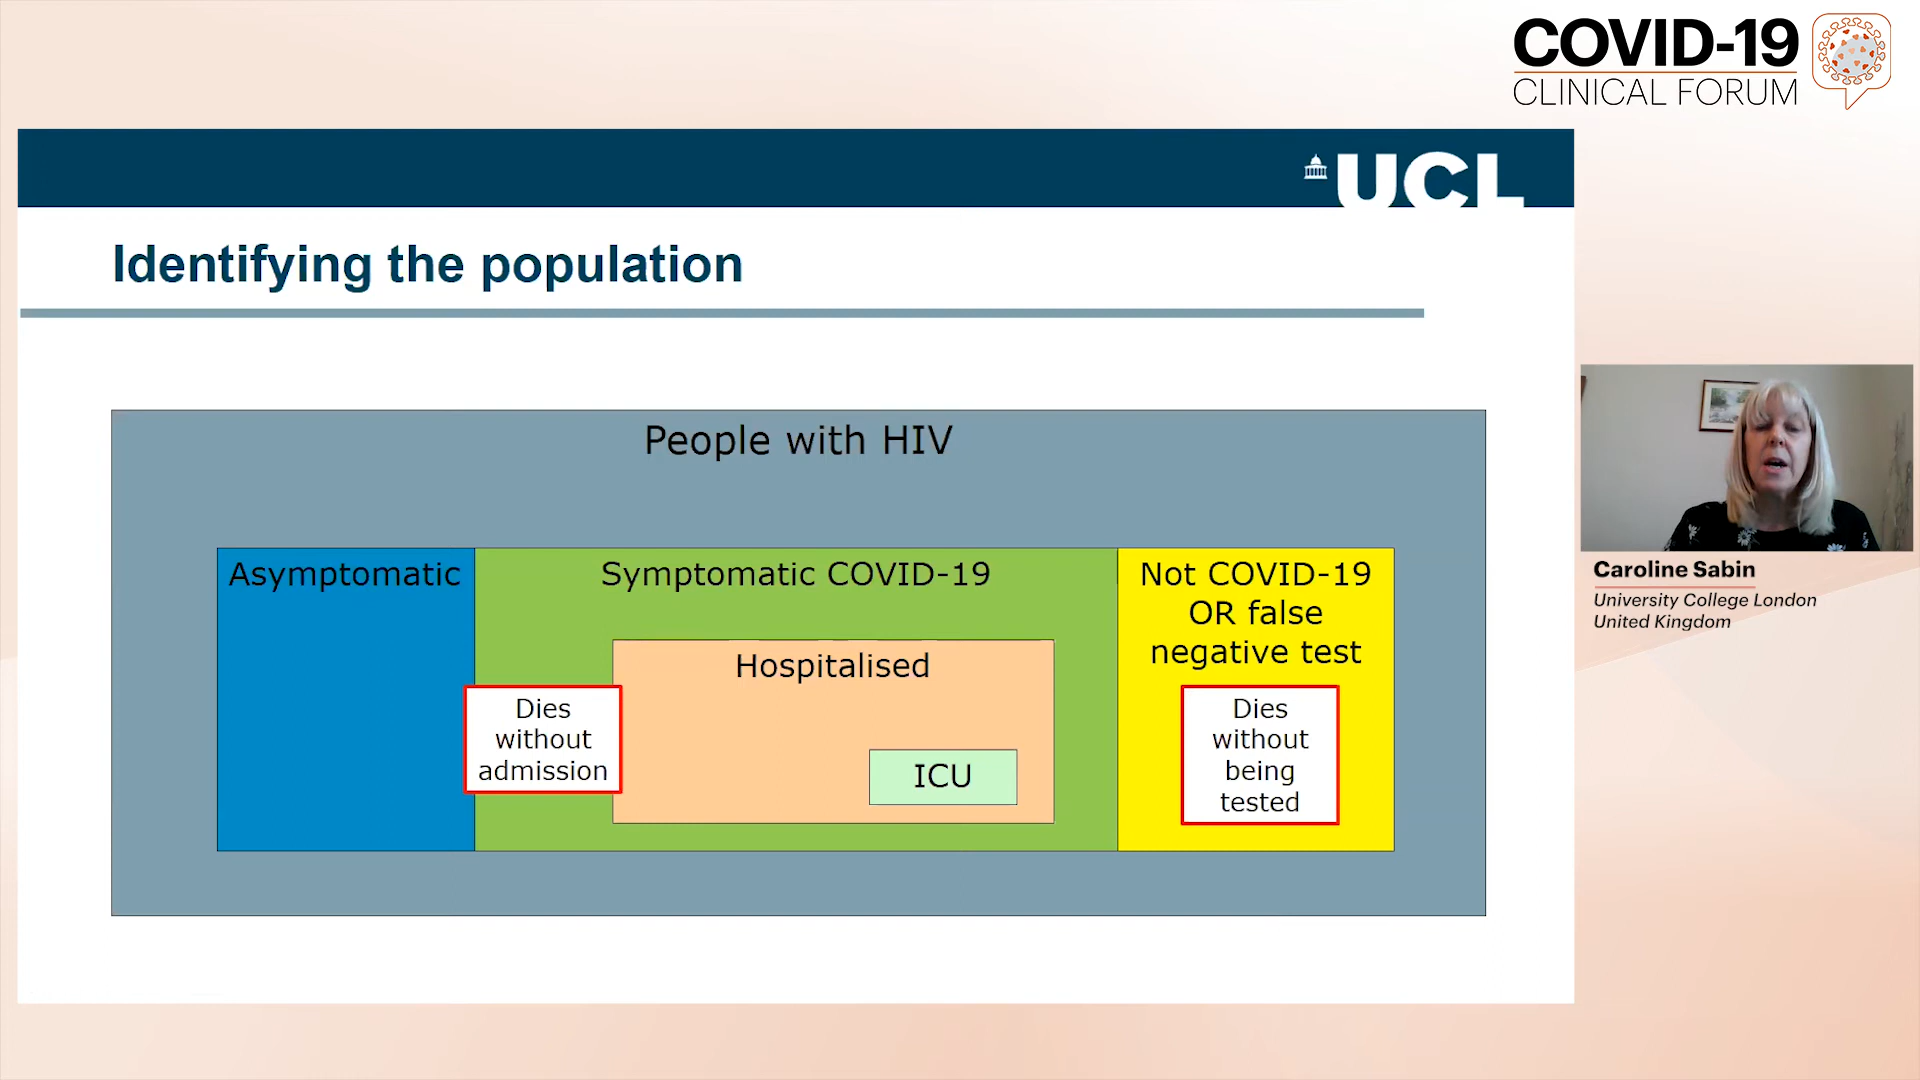 COVID-19
CLINICAL FORUM
UCL
Identifying the population
People with HIV
Asymptomatic
Symptomatic COVID-19
Not COVID-19
OR false
negative test
Hospitalised
Dies
without
admission
ICU
Dies
without
being
tested
Caroline Sabin
University College London
United Kingdom